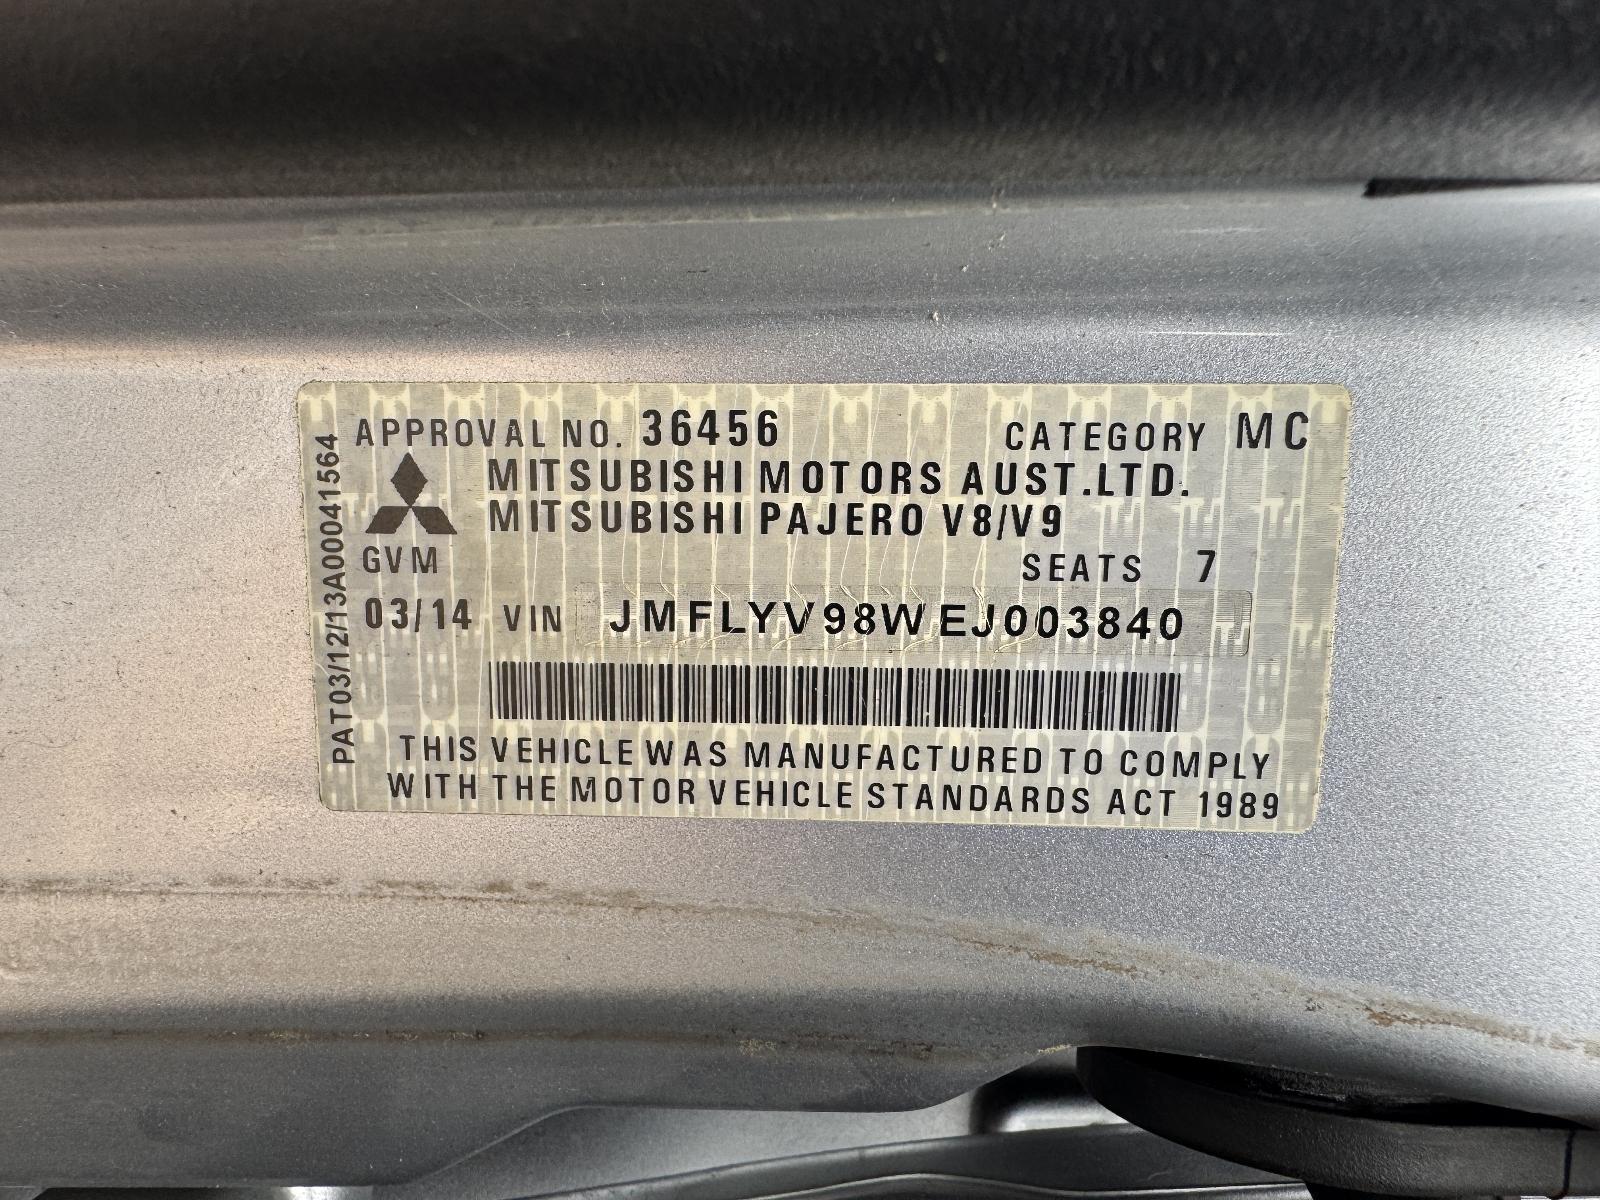 APPROVAL NO. 36456 CATEGORY MC
MITSUBISHI MOTORS AUST.LTD.
MITSUBISHI PAJERO V8/V9
GVM SEATS 7
03/14 VIN JMFLYV98WEJ003840
THIS VEHICLE WAS MANUFACTURED TO COMPLY
WITH THE MOTOR VEHICLE STANDARDS ACT 1989
PAT03/12/13A00041564